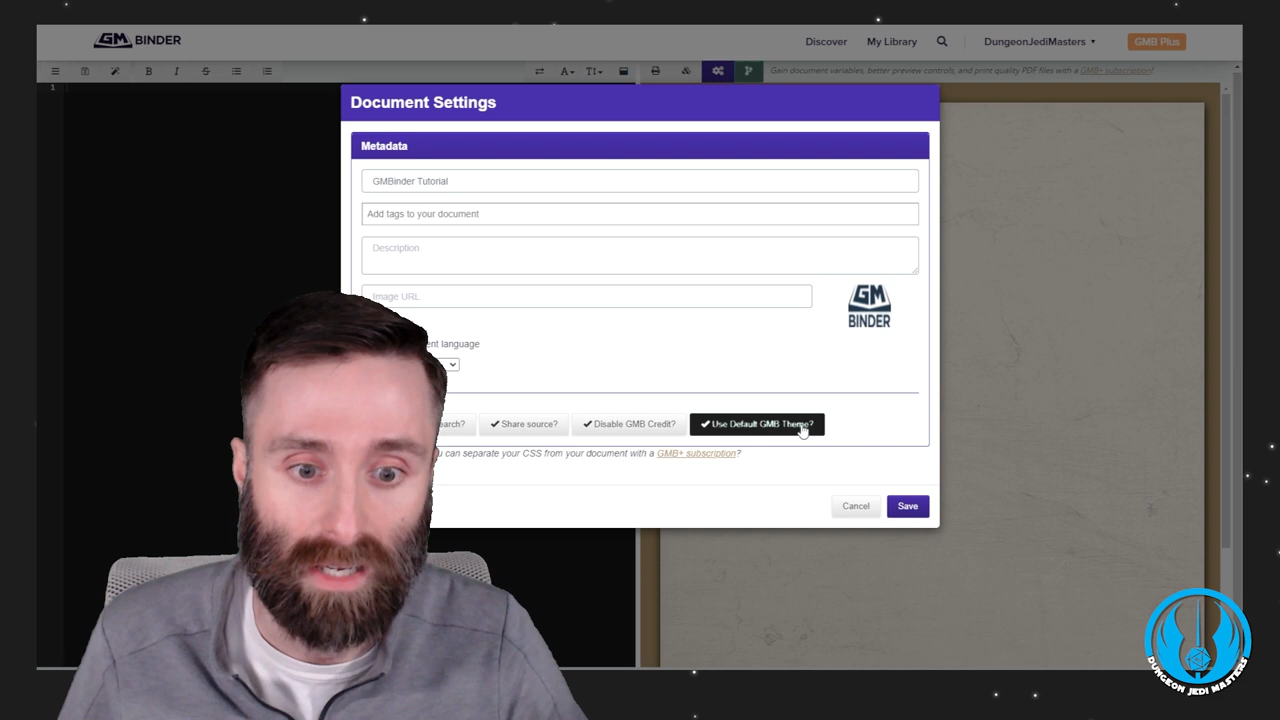 GM BINDER
Discover
My Library
DungeonJediMasters
GMB Plus
B
I
S
A
TI
Gain document variables, better preview controls, and print quality PDF files with a GMB+ subscription!
1
Document Settings
Metadata
GMBinder Tutorial
Add tags to your document
Description
Image URL
GM
BINDER
ent language
earch?
Share source?
Disable GMB Credit?
Use Default GMB Theme?
u can separate your CSS from your document with a GMB+ subscription?
Cancel
Save
DUNGEON JEDI MASTERS